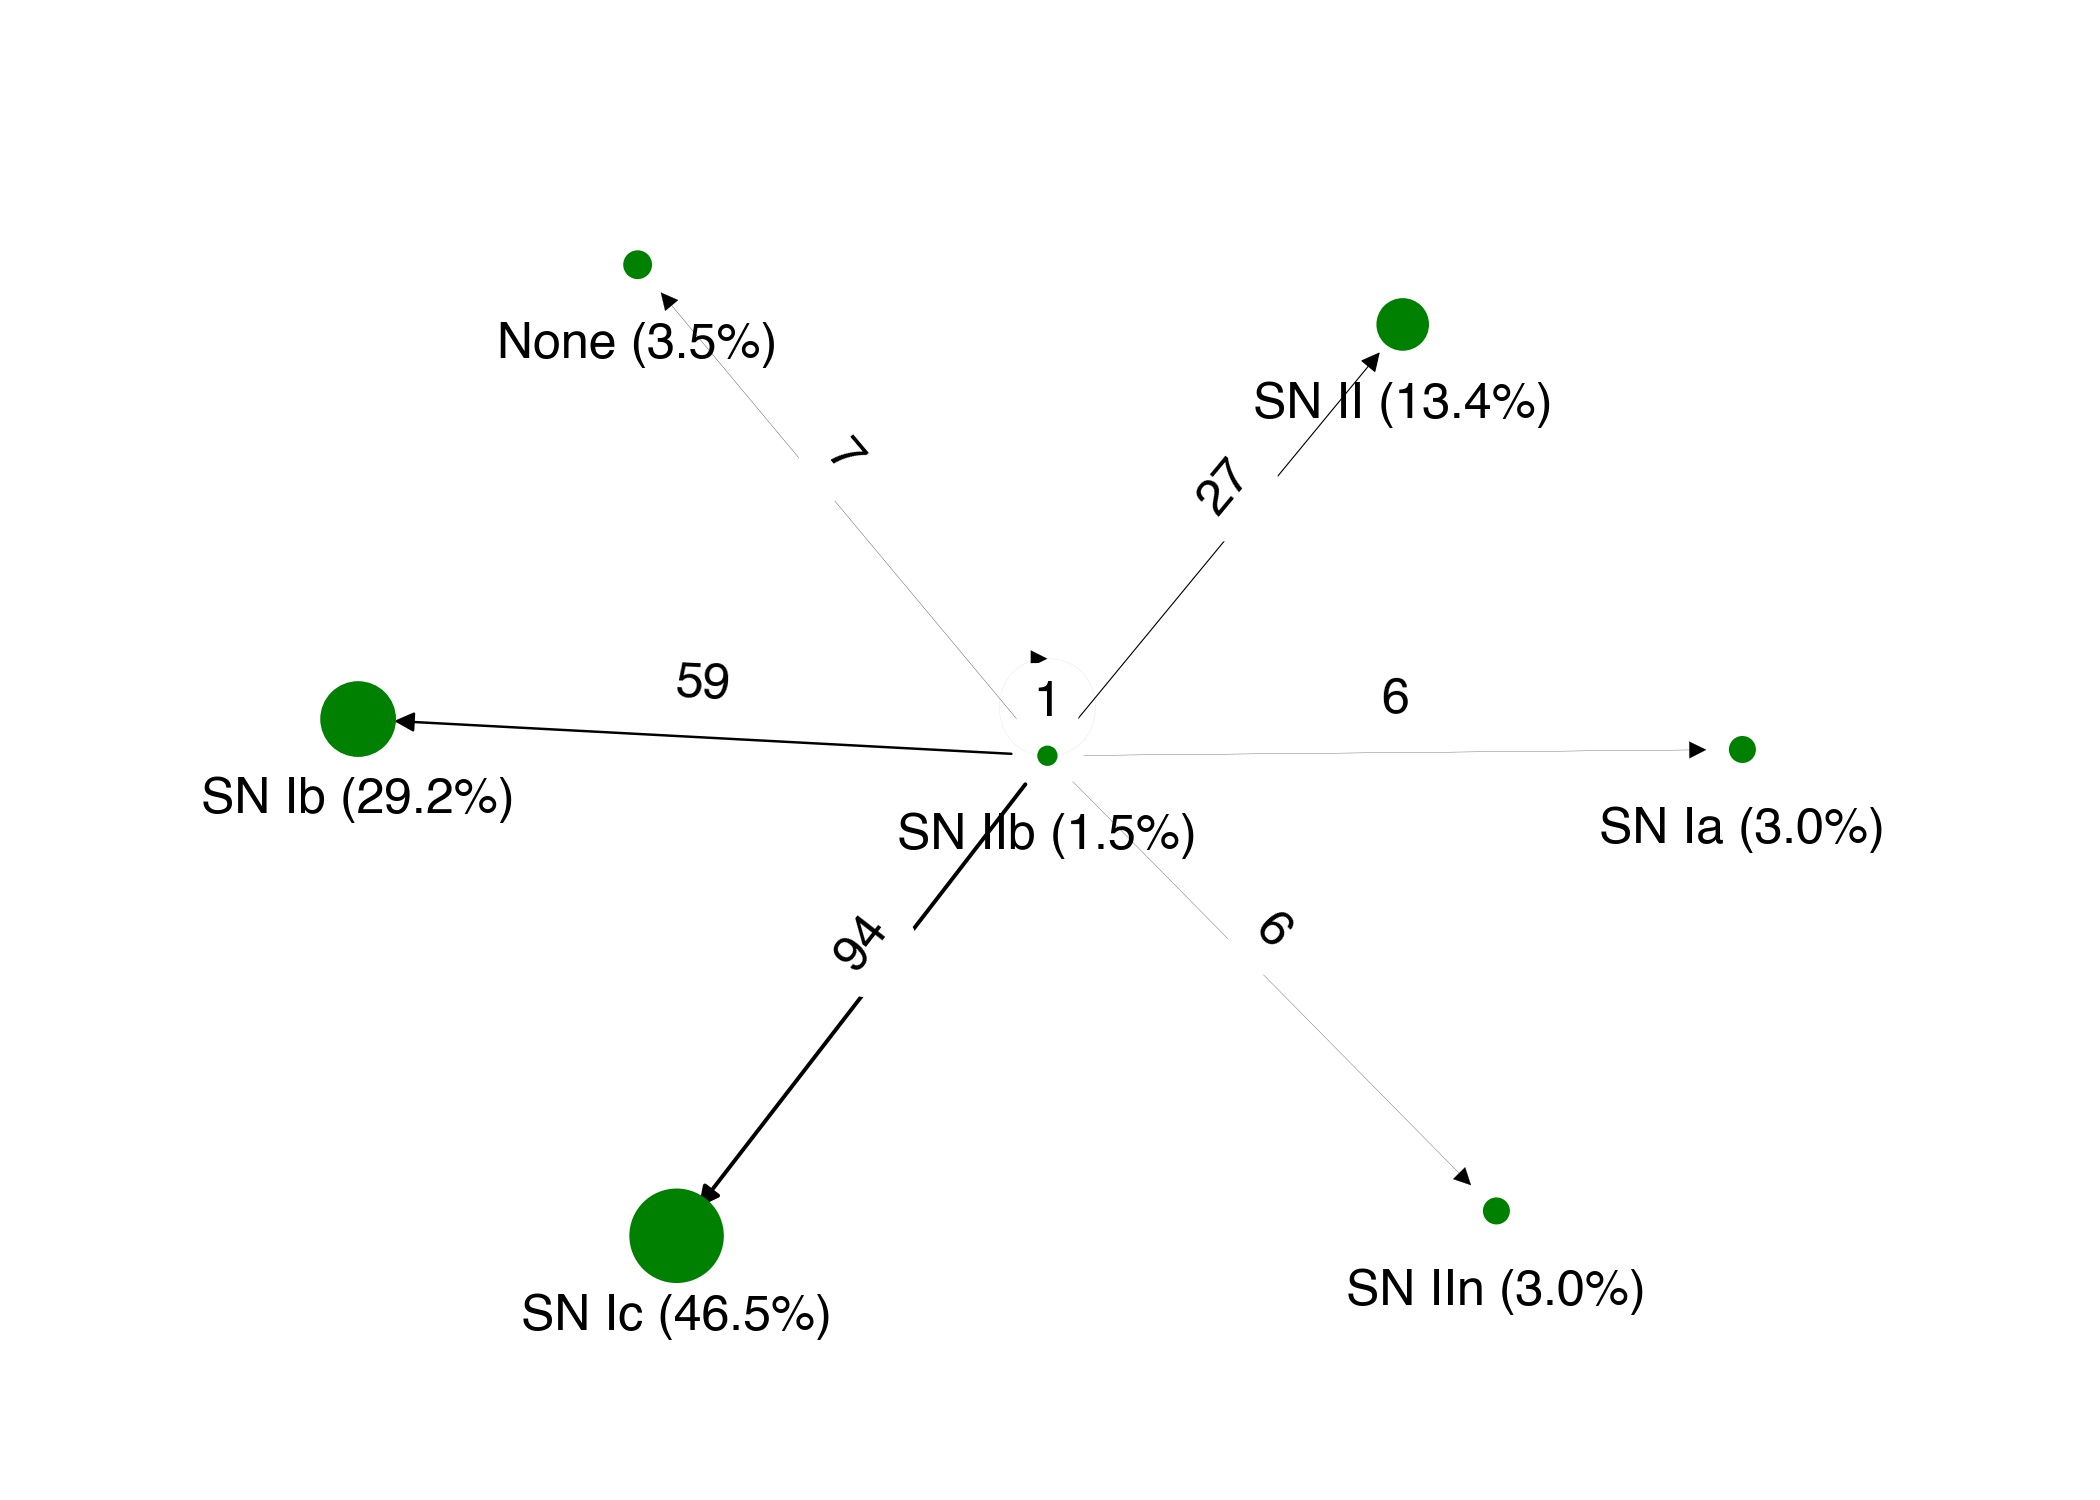 None (3.5%)
SN II (13.4%)
7
27
59
1
6
SN Ib (29.2%)
SN IIb (1.5%)
SN Ia (3.0%)
94
6
SN IIn (3.0%)
SN Ic (46.5%)